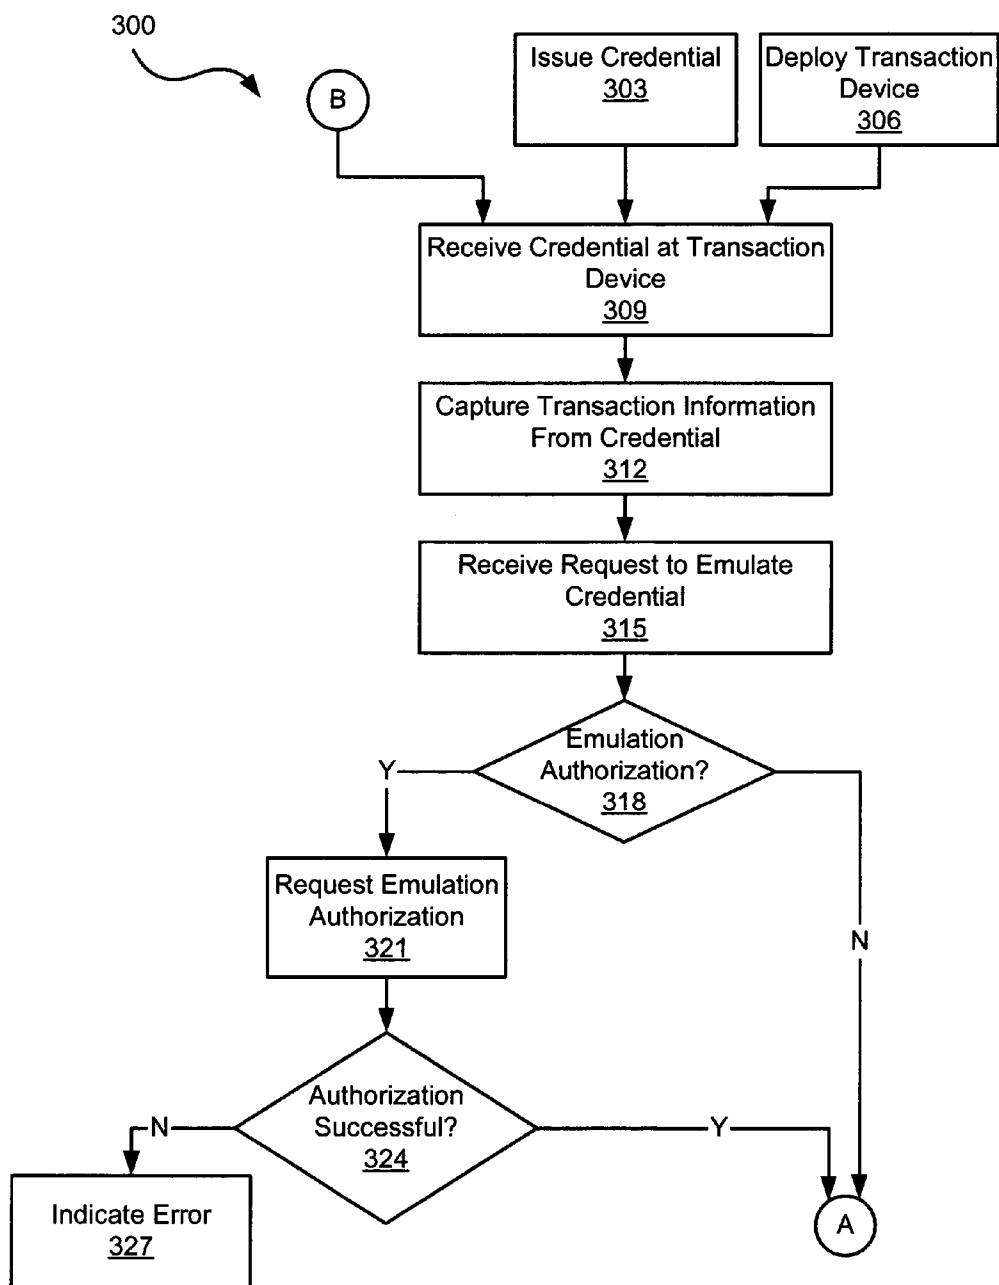 300
B
Issue Credential
303
Deploy Transaction
Device
306
Receive Credential at Transaction
Device
309
Capture Transaction Information
From Credential
312
Receive Request to Emulate
Credential
315
Emulation
Authorization?
318
Y
Request Emulation
Authorization
321
N
Authorization
Successful?
324
N
Y
Indicate Error
327
A